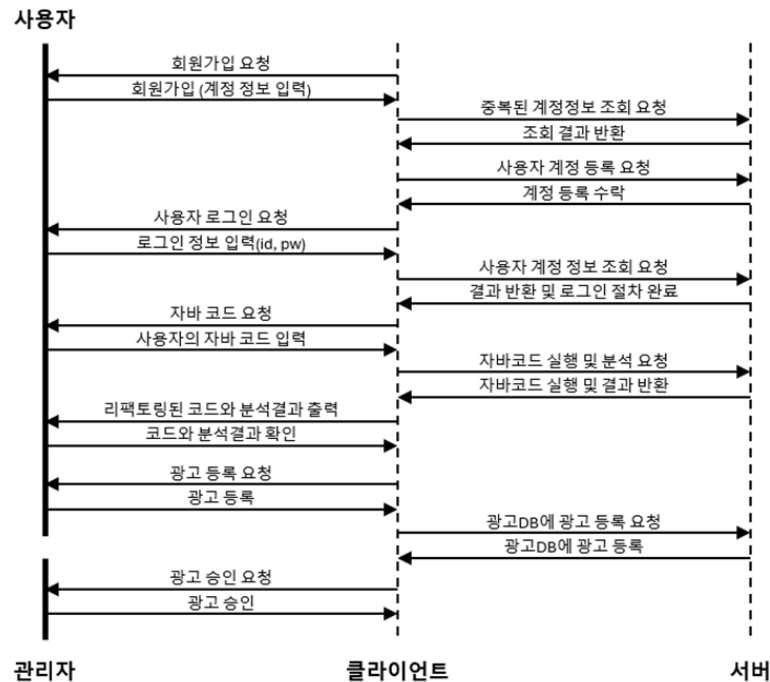 사용자
회원가입 요청
회원가입 (계정 정보 입력)
중복된 계정정보 조회 요청
조회 결과 반환
사용자 계정 등록 요청
계정 등록 수락
사용자 로그인 요청
로그인 정보 입력(id, pw)
사용자 계정 정보 조회 요청
결과 반환 및 로그인 절차 완료
자바 코드 요청
사용자의 자바 코드 입력
자바코드 실행 및 분석 요청
자바코드 실행 및 결과 반환
리팩토링된 코드와 분석결과 출력
코드와 분석결과 확인
광고 등록 요청
광고 등록
광고DB에 광고 등록 요청
광고DB에 광고 등록
광고 승인 요청
광고 승인
관리자 클라이언트 서버